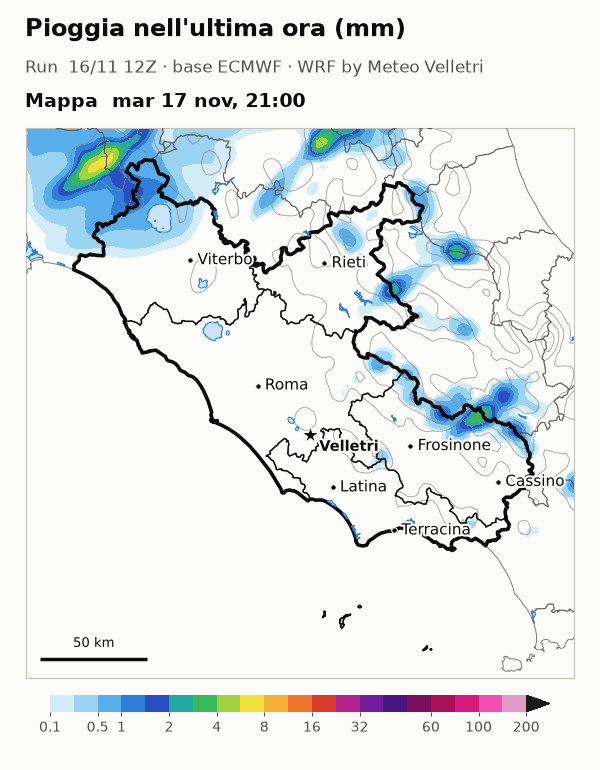 Pioggia nell'ultima ora (mm)
Run  16/11 12Z · base ECMWF · WRF by Meteo Velletri
Mappa  mar 17 nov, 21:00
Viterbo
Rieti
Roma
Velletri
Frosinone
Latina
Cassino
Terracina
50 km
0.1 0.5 1 2 4 8 16 32 60 100 200